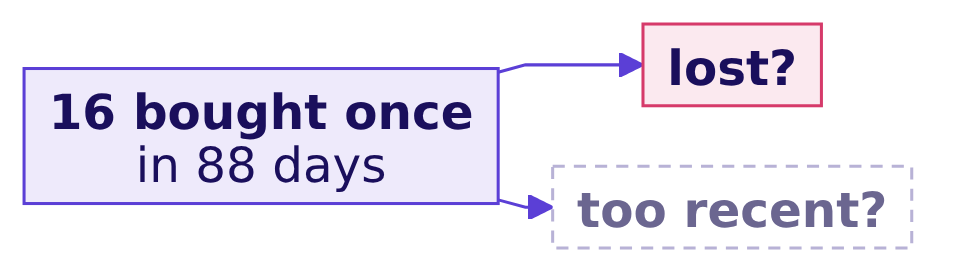 16 bought once
in 88 days
lost?
too recent?